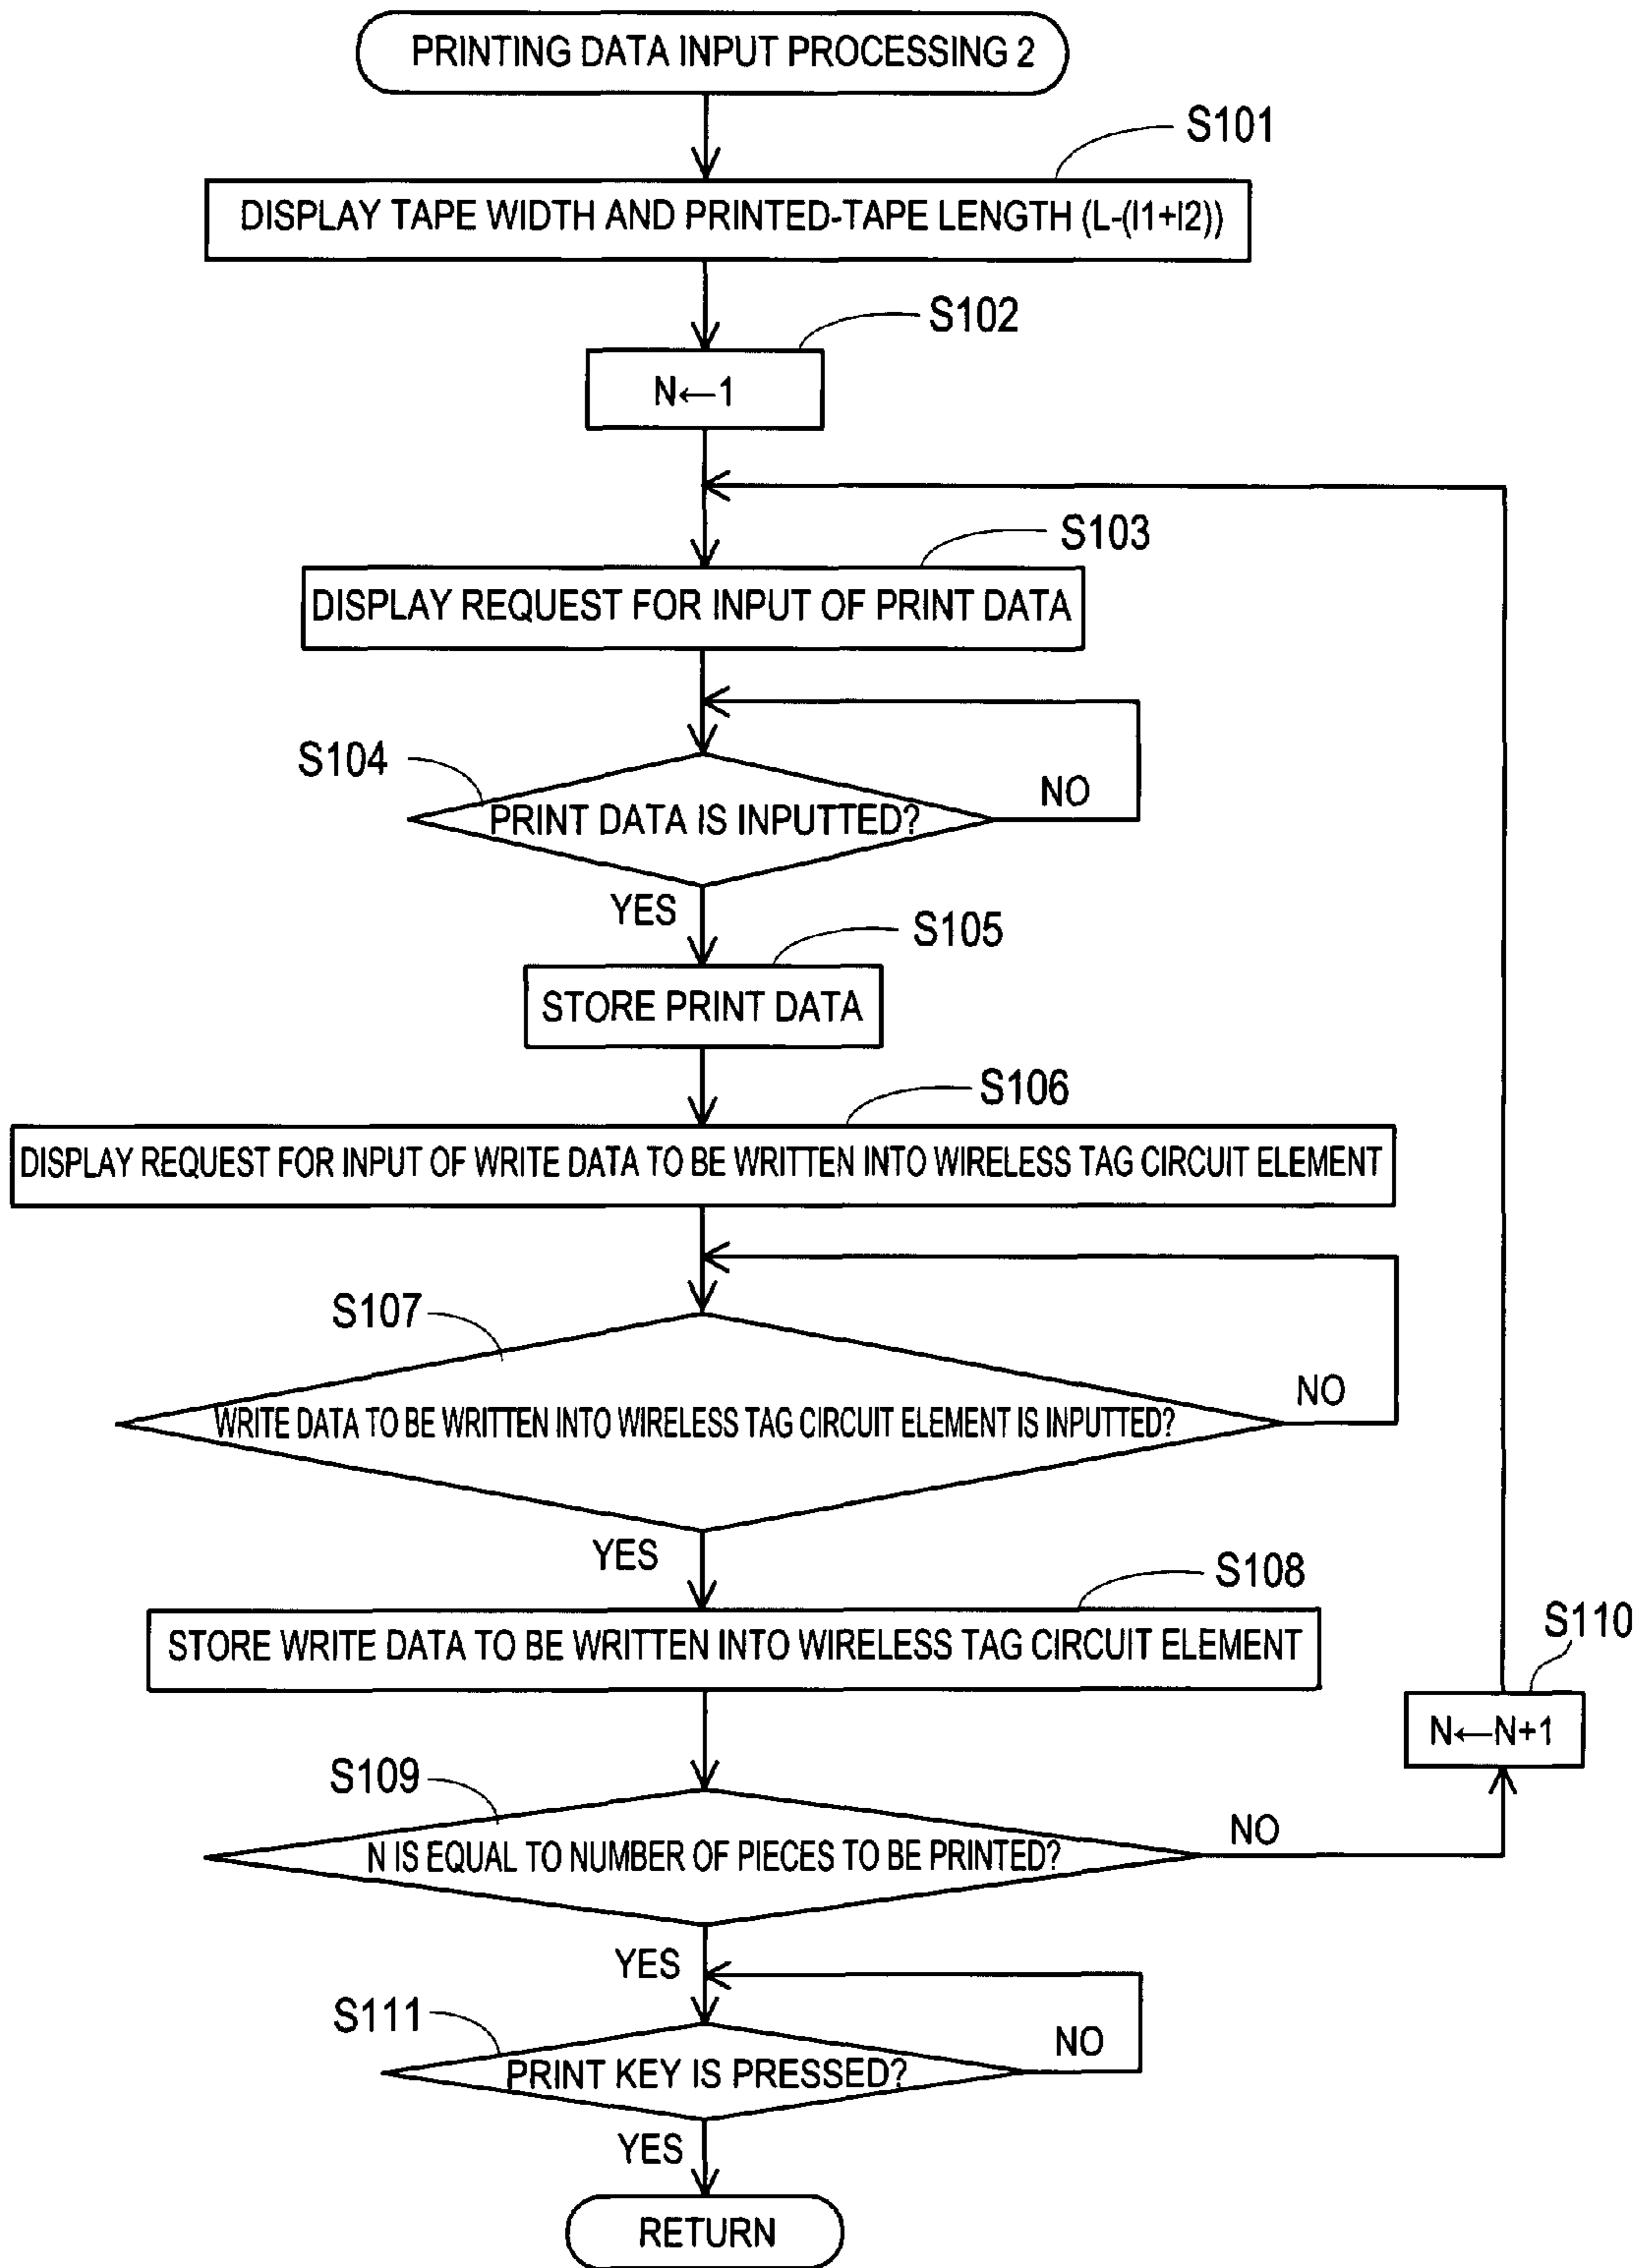 PRINTING DATA INPUT PROCESSING 2
S101
DISPLAY TAPE WIDTH AND PRINTED-TAPE LENGTH (L-(l1+l2))
S102
N←1
S103
DISPLAY REQUEST FOR INPUT OF PRINT DATA
S104
NO
PRINT DATA IS INPUTTED?
YES
S105
STORE PRINT DATA
S106
DISPLAY REQUEST FOR INPUT OF WRITE DATA TO BE WRITTEN INTO WIRELESS TAG CIRCUIT ELEMENT
S107
NO
WRITE DATA TO BE WRITTEN INTO WIRELESS TAG CIRCUIT ELEMENT IS INPUTTED?
YES
S108
STORE WRITE DATA TO BE WRITTEN INTO WIRELESS TAG CIRCUIT ELEMENT
S110
N←N+1
S109
NO
N IS EQUAL TO NUMBER OF PIECES TO BE PRINTED?
YES
S111
NO
PRINT KEY IS PRESSED?
YES
RETURN